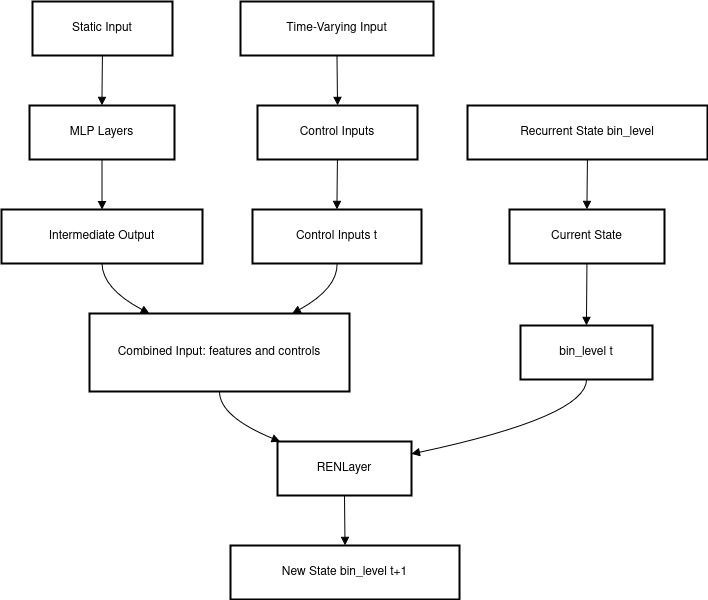 Static Input
Time-Varying Input
MLP Layers
Control Inputs
Recurrent State bin_level
Intermediate Output
Control Inputs t
Current State
Combined Input: features and controls
bin_level t
RENLayer
New State bin_level t+1